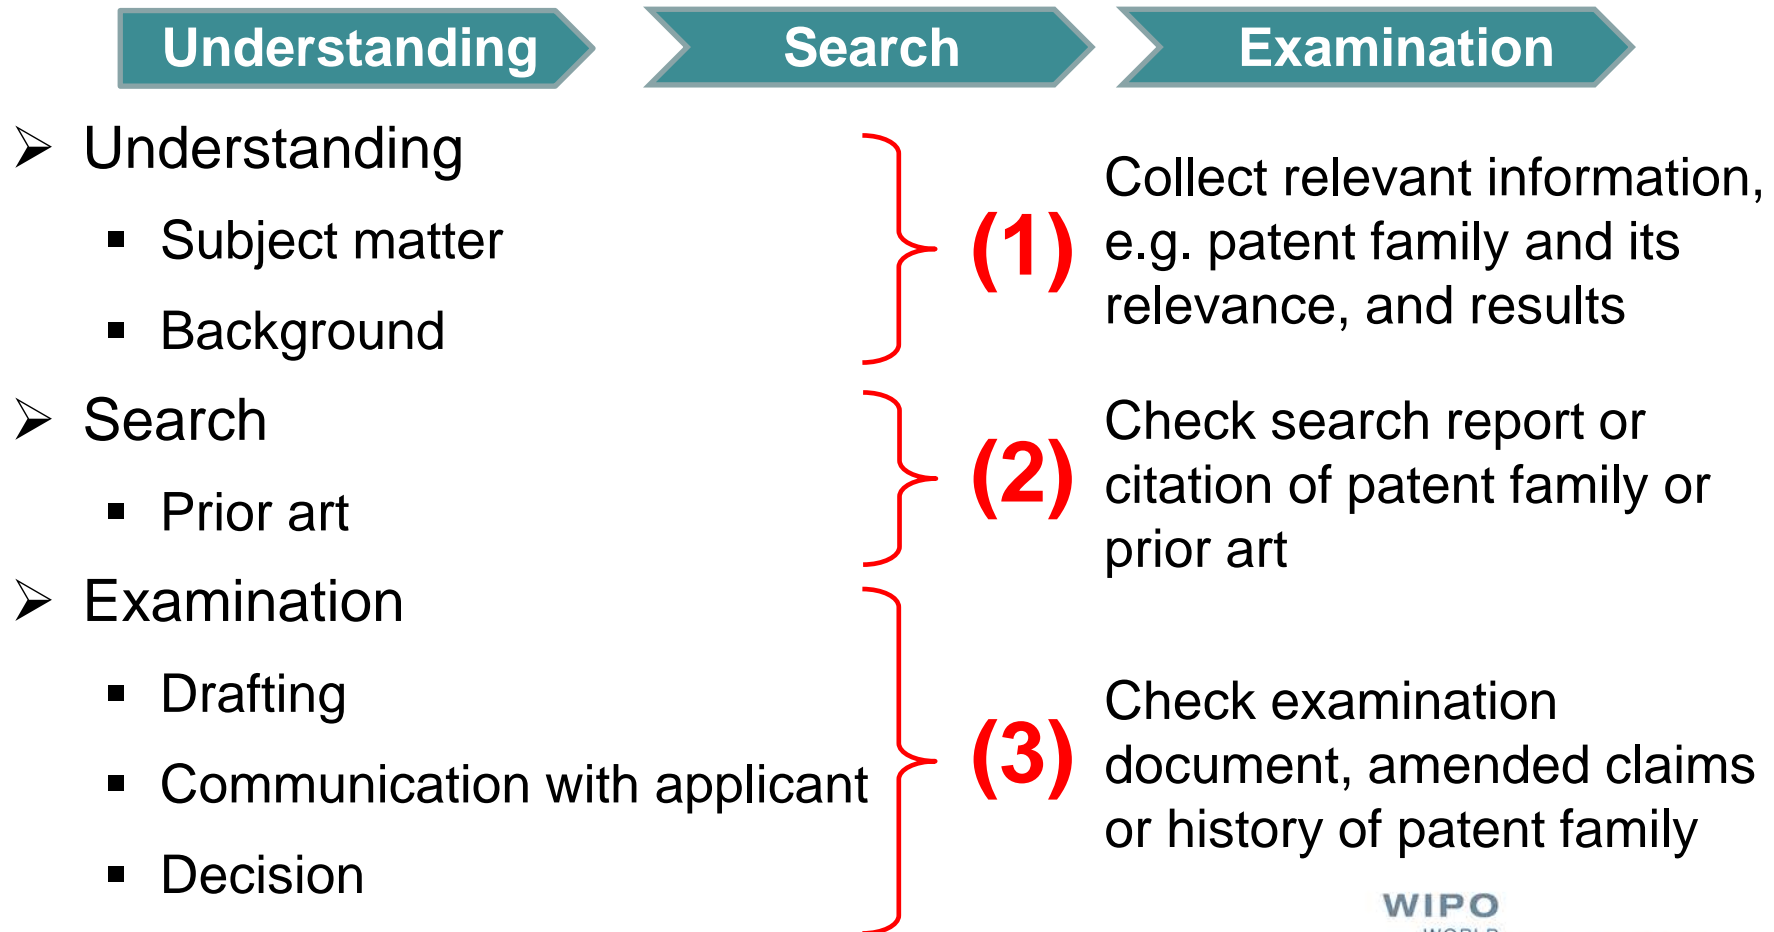 Understanding Search Examination
➢ Understanding
▪ Subject matter
▪ Background
(1)
Collect relevant information,
e.g. patent family and its
relevance, and results
➢ Search
▪ Prior art
(2)
Check search report or
citation of patent family or
prior art
➢ Examination
▪ Drafting
▪ Communication with applicant
▪ Decision
(3)
Check examination
document, amended claims
or history of patent family
WIPO
WORLD